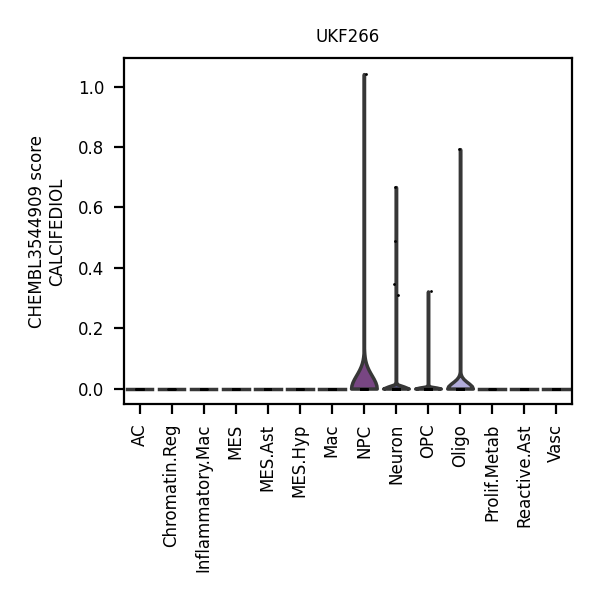 UKF266
CHEMBL3544909 score
CALCIFEDIOL
1.0
0.8
0.6
0.4
0.2
0.0
AC
Chromatin.Reg
Inflammatory.Mac
MES
MES.Ast
MES.Hyp
Mac
NPC
Neuron
OPC
Oligo
Prolif.Metab
Reactive.Ast
Vasc